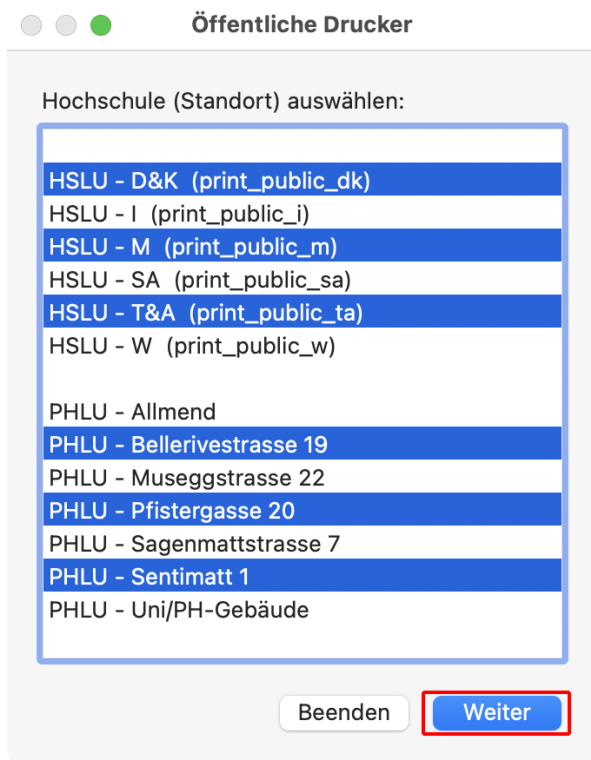 Öffentliche Drucker
Hochschule (Standort) auswählen:
HSLU - D&K (print_public_dk)
HSLU - I (print_public_i)
HSLU - M (print_public_m)
HSLU - SA (print_public_sa)
HSLU - T&A (print_public_ta)
HSLU - W (print_public_w)
PHLU - Allmend
PHLU - Bellerivestrasse 19
PHLU - Museggstrasse 22
PHLU - Pfistergasse 20
PHLU - Sagenmattstrasse 7
PHLU - Sentimatt 1
PHLU - Uni/PH-Gebäude
Beenden Weiter